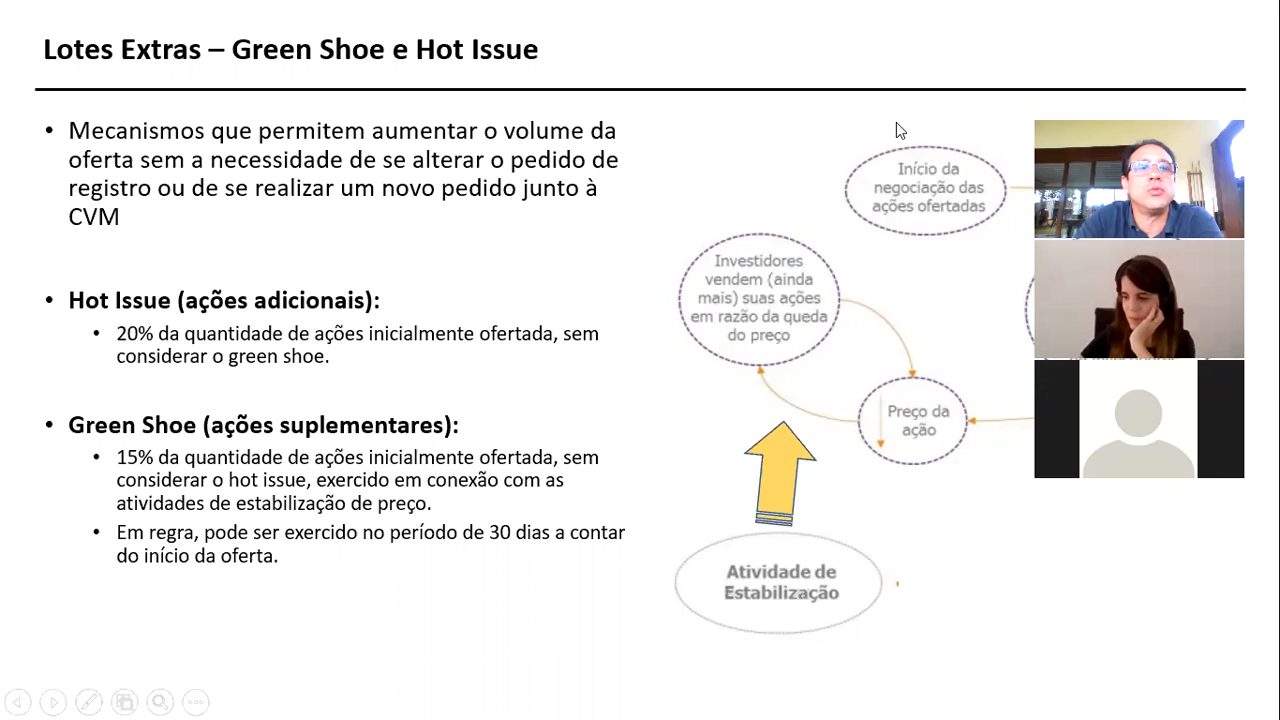 Lotes Extras – Green Shoe e Hot Issue
• Mecanismos que permitem aumentar o volume da
oferta sem a necessidade de se alterar o pedido de
registro ou de se realizar um novo pedido junto à
CVM
• Hot Issue (ações adicionais):
• 20% da quantidade de ações inicialmente ofertada, sem
considerar o green shoe.
• Green Shoe (ações suplementares):
• 15% da quantidade de ações inicialmente ofertada, sem
considerar o hot issue, exercido em conexão com as
atividades de estabilização de preço.
• Em regra, pode ser exercido no período de 30 dias a contar
do início da oferta.
Início da
negociação das
ações ofertadas
Investidores
vendem (ainda
mais) suas ações
em razão da queda
do preço
Preço da
ação
Atividade de
Estabilização